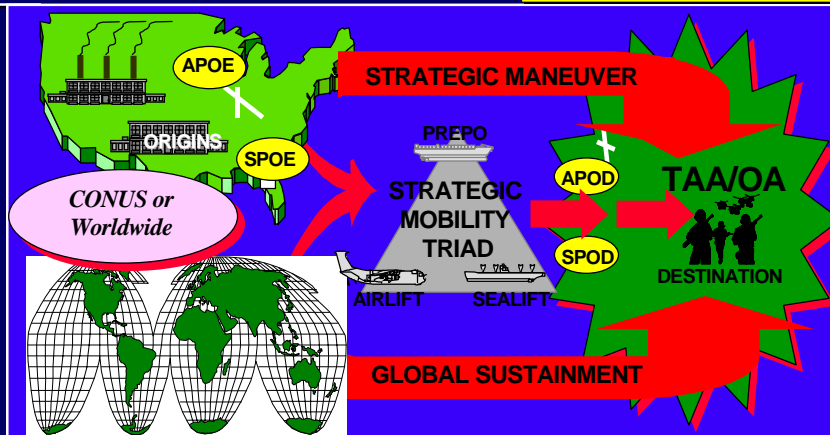 APOE
ORIGINS
SPOE
CONUS or
Worldwide
STRATEGIC MANEUVER
PREPO
STRATEGIC
MOBILITY
TRIAD
AIRLIFT
SEALIFT
APOD
SPOD
TAA/OA
DESTINATION
GLOBAL SUSTAINMENT